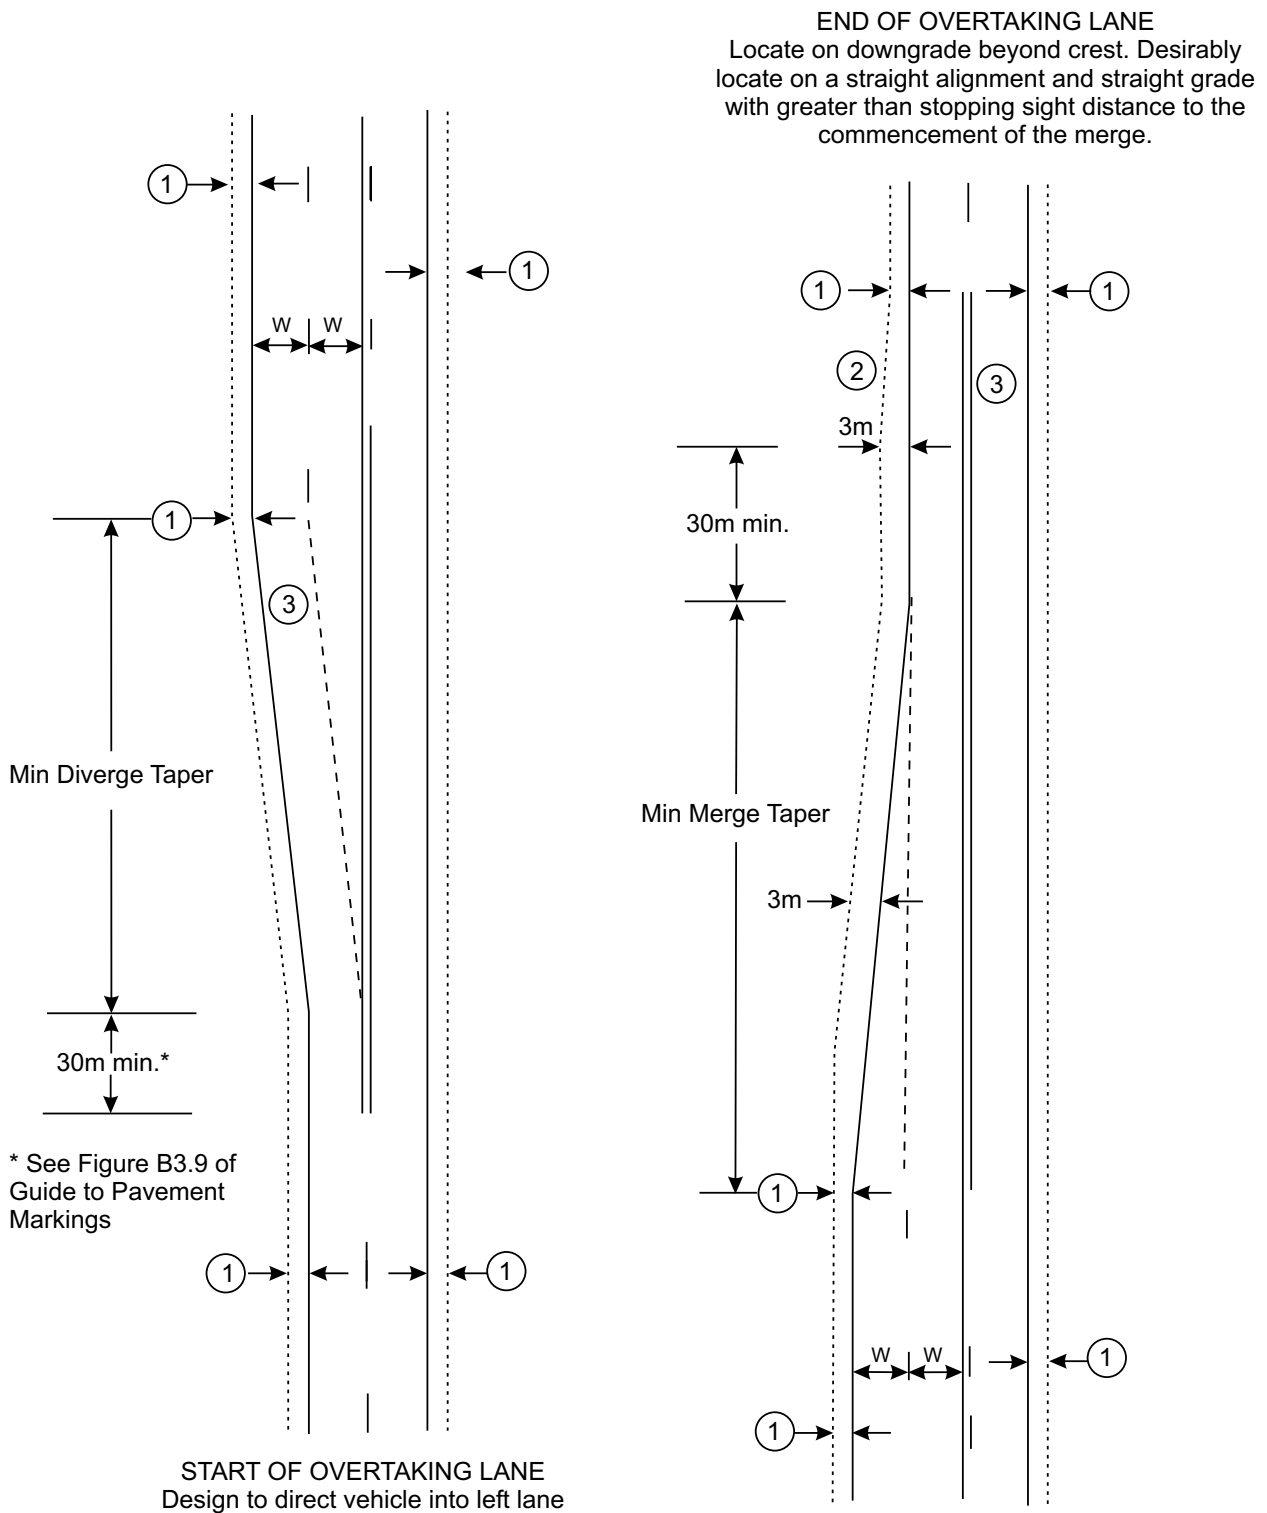 END OF OVERTAKING LANE
Locate on downgrade beyond crest. Desirably
locate on a straight alignment and straight grade
with greater than stopping sight distance to the
commencement of the merge.
1
1
W W
1
3
Min Diverge Taper
30m min.*
* See Figure B3.9 of
Guide to Pavement
Markings
1
1
START OF OVERTAKING LANE
Design to direct vehicle into left lane
1
1
2
3
3m
30m min.
Min Merge Taper
3m
1
W W
1
1